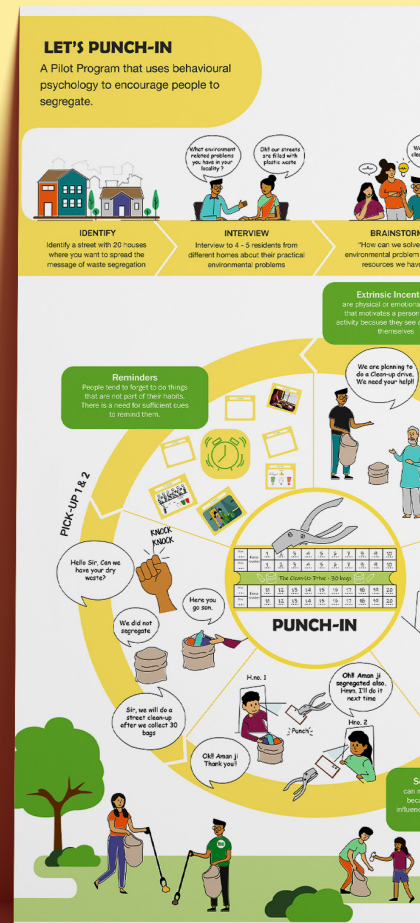 LET'S PUNCH-IN
A Pilot Program that uses behavioural
psychology to encourage people to
segregate.
What environment
related problems
you have in your
locality ?
Oh!! our streets
are filled with
plastic waste
IDENTIFY
Identify a street with 20 houses
where you want to spread the
message of waste segregation
INTERVIEW
Interview to 4 - 5 residents from
different homes about their practical
environmental problems
BRAINSTORM
"How can we solve
environmental problem
resources we have
Extrinsic Incent
are physical or emotiona
that motivates a person
activity because they see a
themselves
Reminders
People tend to forget to do things
that are not part of their habits.
There is a need for sufficient cues
to remind them.
We are planning to
do a Clean-up drive.
We need your help!!
PICK-UP 1 & 2
KNOCK
KNOCK
Hello Sir, Can we
have your dry
waste?
Here you
go son.
We did not
segregate
Sir, we will do a
street clean-up
after we collect 30
bags
The Clean-Up Drive - 30 bags
PUNCH-IN
H.no. 1
Oh!! Aman ji
segregated also.
Hmm. I'll do it
next time
Hno. 2
Punch
Ok!! Aman ji
Thank you!!
can
beca
influen